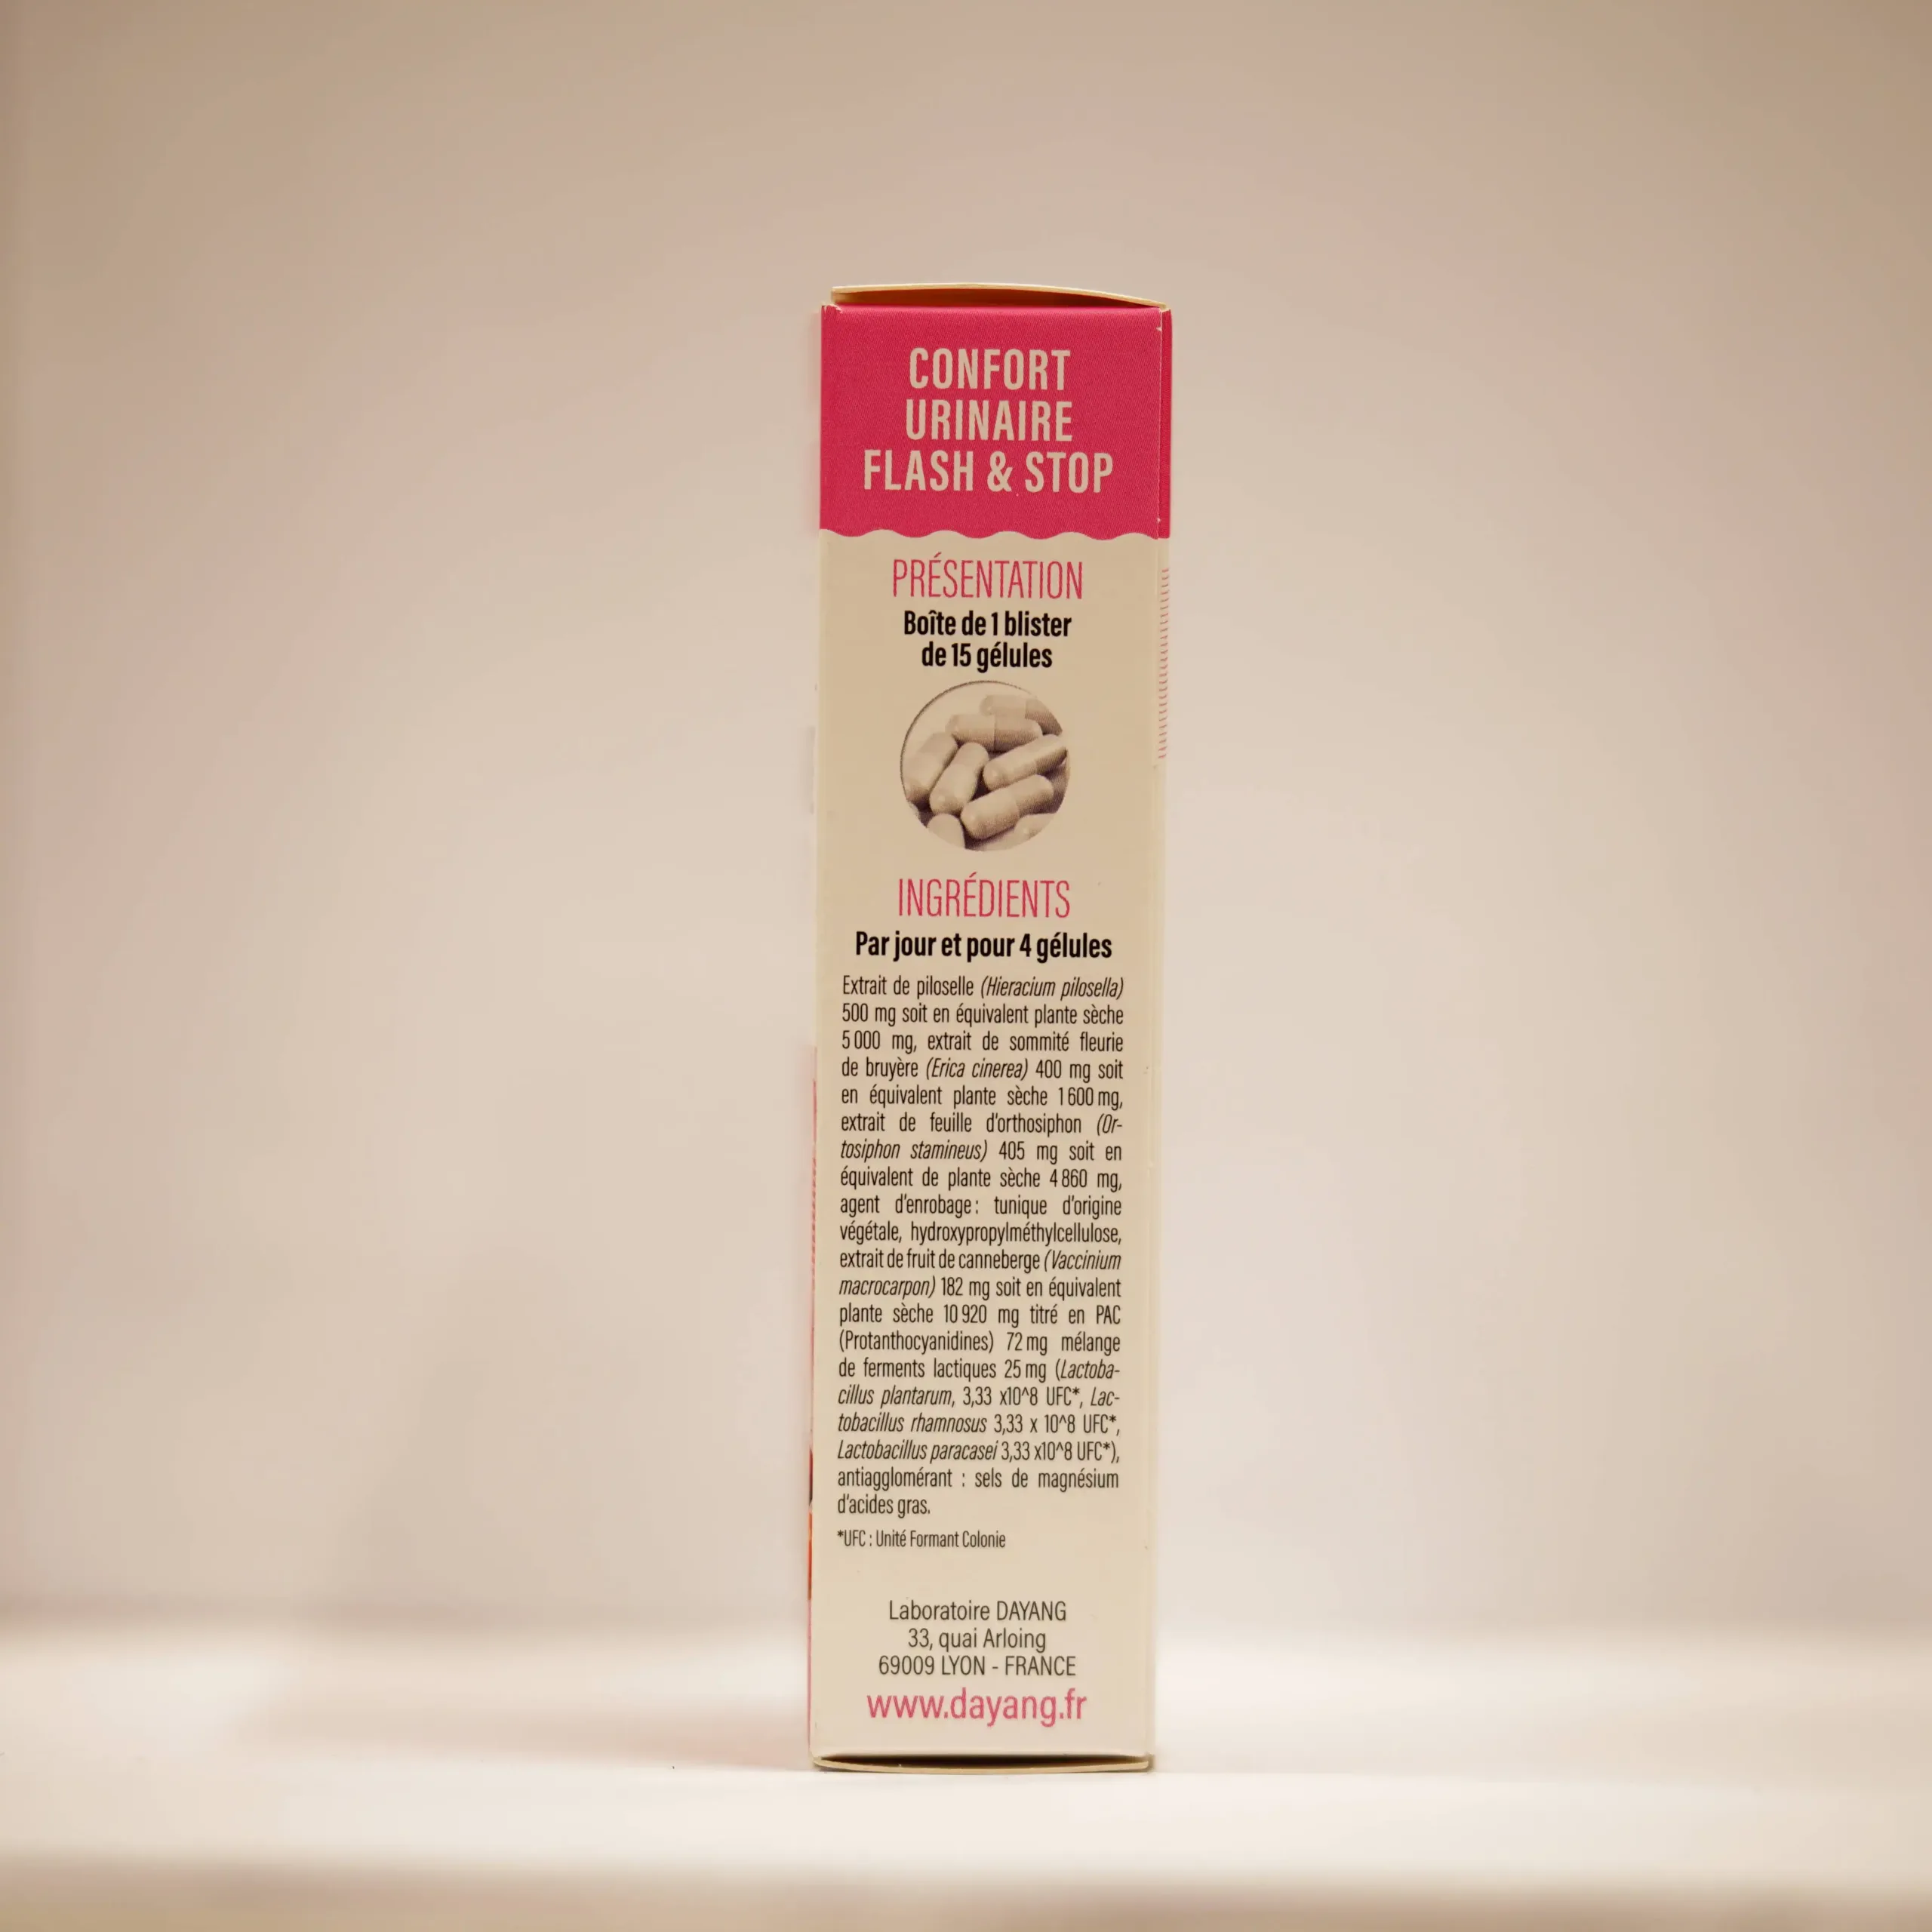 CONFORT
URINAIRE
FLASH & STOP
PRÉSENTATION
Boîte de 1 blister
de 15 gélules
INGRÉDIENTS
Par jour et pour 4 gélules
Extrait de piloselle (Hieracium pilosella)
500 mg soit en équivalent plante sèche
5 000 mg, extrait de sommité fleurie
de bruyère (Erica cinerea) 400 mg soit
en équivalent plante sèche 1 600 mg,
extrait de feuille d'orthosiphon (Or-
tosiphon stamineus) 405 mg soit en
équivalent de plante sèche 4 860 mg,
agent d'enrobage : tunique d'origine
végétale, hydroxypropylméthylcellulose,
extrait de fruit de canneberge (Vaccinium
macrocarpon) 182 mg soit en équivalent
plante sèche 10 920 mg titré en PAC
(Protanthocyanidines) 72 mg mélange
de ferments lactiques 25 mg (Lactoba-
cillus plantarum, 3,33 x10^8 UFC*, Lac-
tobacillus rhamnosus 3,33 x 10^8 UFC*,
Lactobacillus paracasei 3,33 x10^8 UFC*),
antiagglomérant : sels de magnésium
d'acides gras.
*UFC : Unité Formant Colonie
Laboratoire DAYANG
33, quai Arloing
69009 LYON - FRANCE
www.dayang.fr